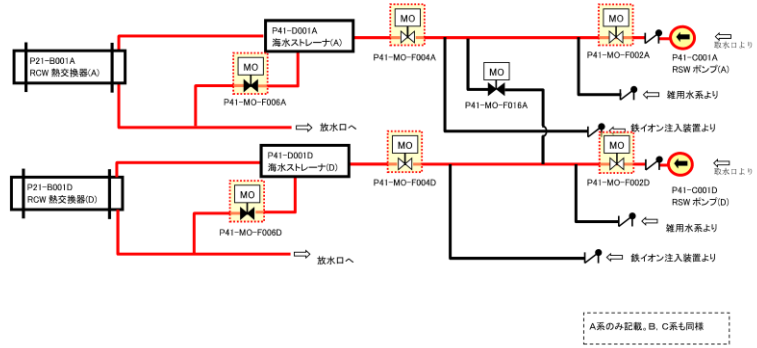 MO
P41-MO-F004A
MO
P41-MO-F002A
取水口より
P41-C001A
RSW ポンプ(A)
P41-D001A
海水ストレーナ(A)
P21-B001A
RCW 熱交換器(A)
MO
P41-MO-F006A
MO
P41-MO-F016A
雑用水系より
放水口へ
鉄イオン注入装置より
P41-D001D
海水ストレーナ(D)
MO
P41-MO-F004D
MO
P41-MO-F002D
取水口より
P41-C001D
RSW ポンプ(D)
P21-B001D
RCW 熱交換器(D)
MO
P41-MO-F006D
雑用水系より
放水口へ
鉄イオン注入装置より
A系のみ記載。B、C系も同様